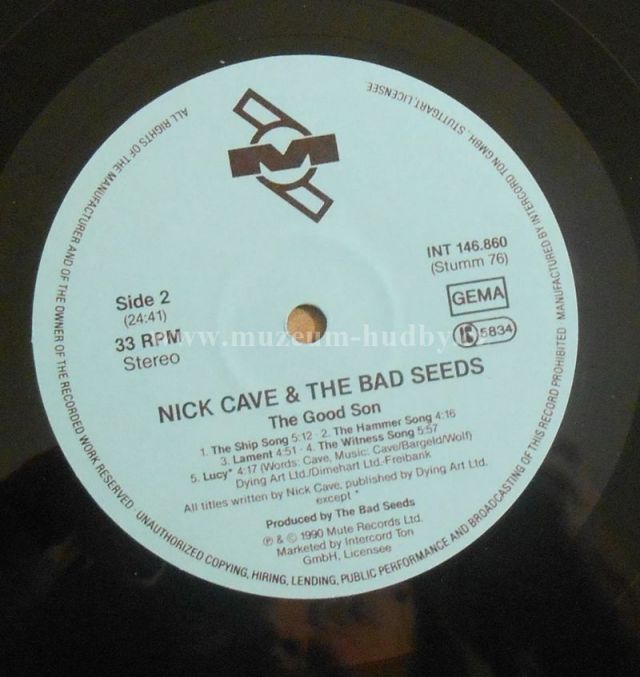 M
INT 146.860
(Stumm 76)
GEMA
LC 5834
Side 2
(24:41)
33 RPM
Stereo
www.muzeum-hudby.cz
NICK CAVE & THE BAD SEEDS
The Good Son
1. The Ship Song 5:12 · 2. The Hammer Song 4:16
3. Lament 4:51 · 4. The Witness Song 5:57
5. Lucy* 4:17 (Words: Cave, Music: Cave/Bargeld/Wolf)
Dying Art Ltd./Dimehart Ltd.-Freibank
All titles written by Nick Cave, published by Dying Art Ltd.
except *
Produced by The Bad Seeds
℗ & © 1990 Mute Records Ltd.
Marketed by Intercord Ton
GmbH, Licensee
ALL RIGHTS OF THE MANUFACTURER AND OF THE OWNER OF THE RECORDED WORK RESERVED · UNAUTHORIZED COPYING, HIRING, LENDING, PUBLIC PERFORMANCE AND BROADCASTING OF THIS RECORD PROHIBITED MANUFACTURED BY INTERCORD TON GMBH, STUTTGART, LICENSEE